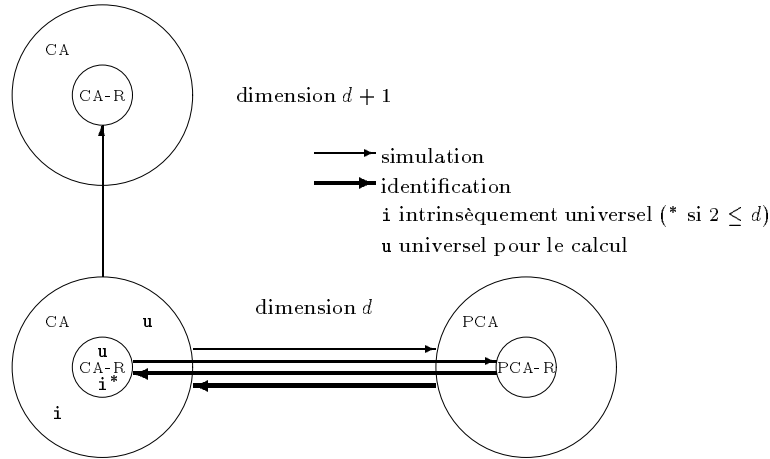 CA
CA-R
dimension d + 1
simulation
identification
i intrinsèquement universel (* si 2 ≤ d)
u universel pour le calcul
dimension d
CA
u
PCA
u
CA-R
i*
PCA-R
i